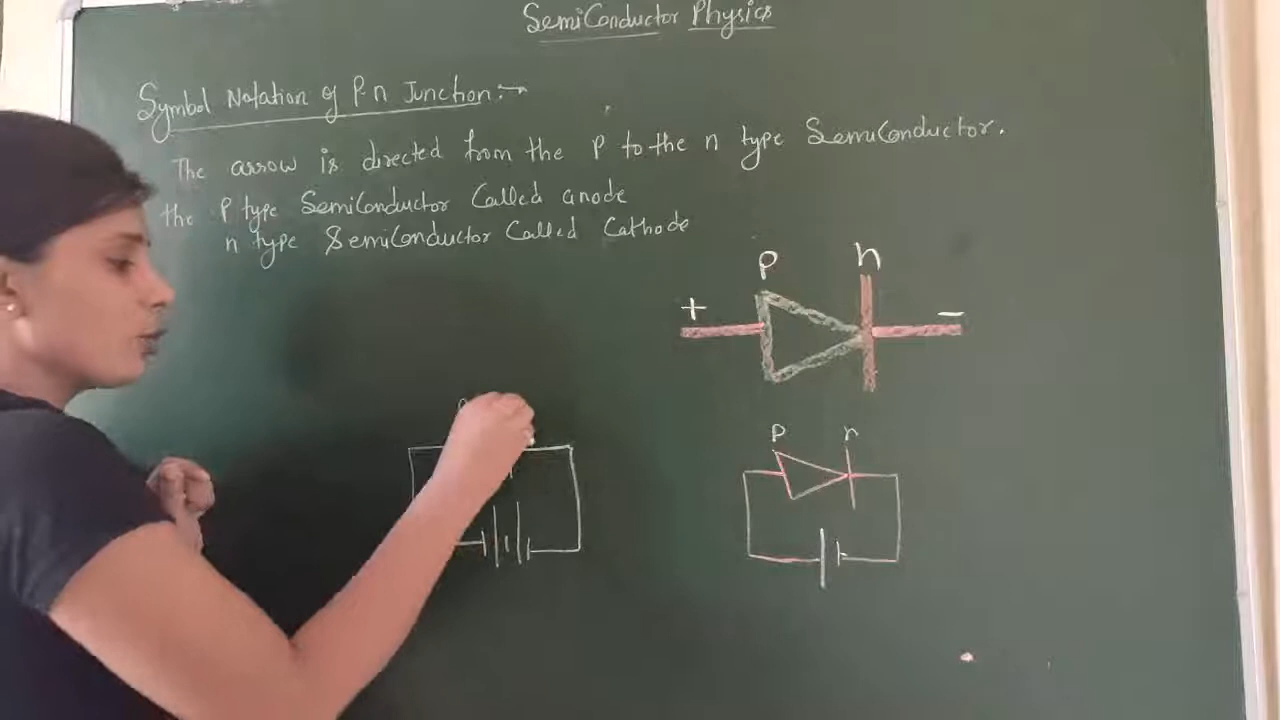 SemiConductor Physics
Symbol Notation of P-n Junction:-
The arrow is directed from the P to the n type SemiConductor.
the P type SemiConductor Called anode
n type SemiConductor Called Cathode
P n
+ -
P n